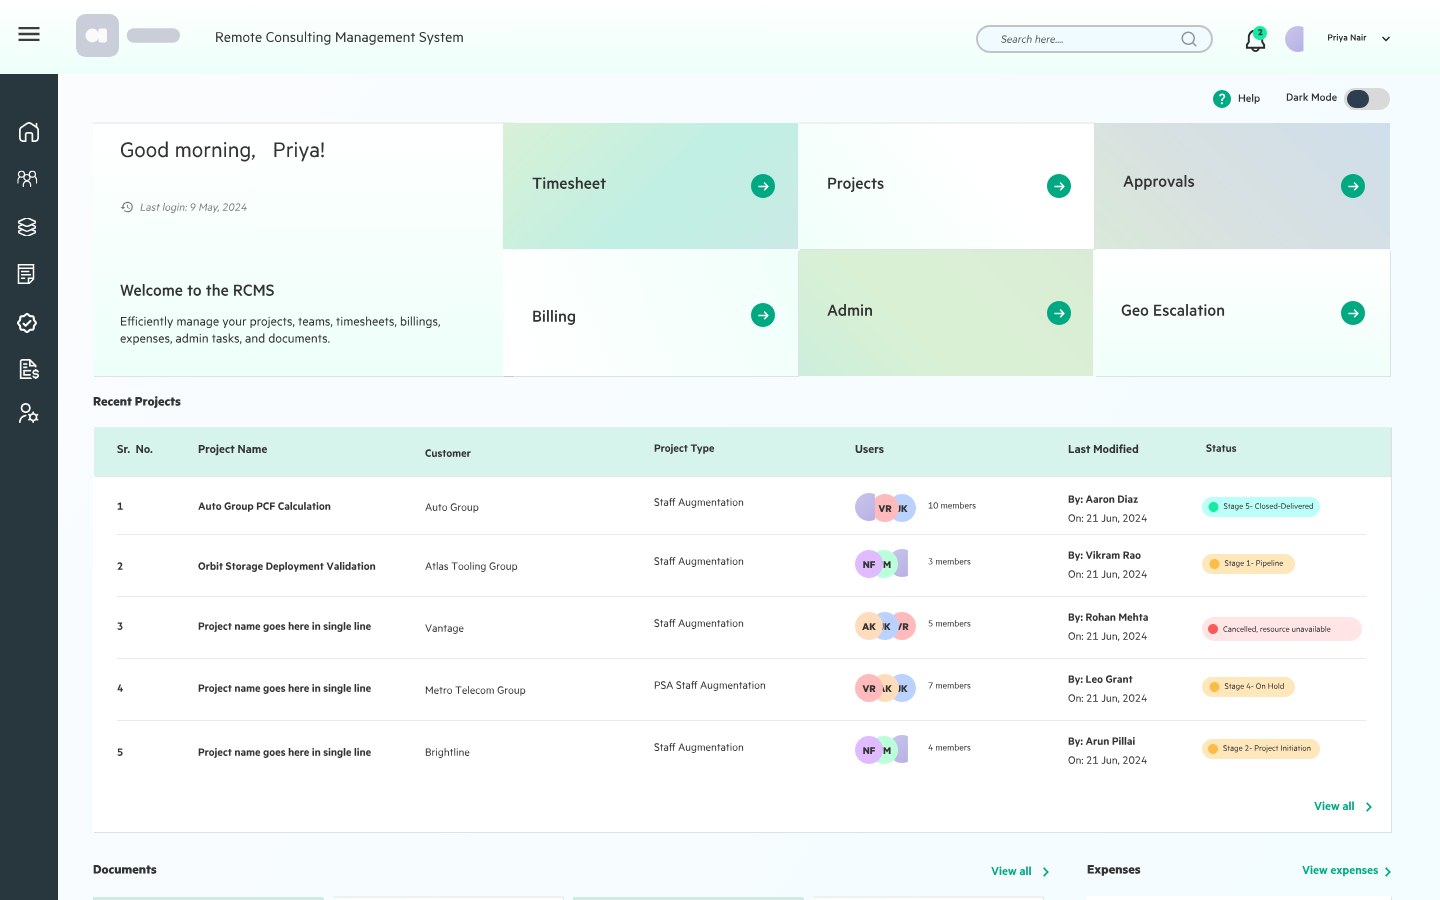 Remote Consulting Management System
Search here....
2
Priya Nair
? Help
Dark Mode
Good morning, Priya!
Last login: 9 May, 2024
Welcome to the RCMS
Efficiently manage your projects, teams, timesheets, billings,
expenses, admin tasks, and documents.
Timesheet
Projects
Approvals
Billing
Admin
Geo Escalation
Recent Projects
Sr. No. Project Name Customer Project Type Users Last Modified Status
1 Auto Group PCF Calculation Auto Group Staff Augmentation VR JK 10 members By: Aaron Diaz Stage 5- Closed-Delivered
On: 21 Jun, 2024
2 Orbit Storage Deployment Validation Atlas Tooling Group Staff Augmentation NF M 3 members By: Vikram Rao Stage 1- Pipeline
On: 21 Jun, 2024
3 Project name goes here in single line Vantage Staff Augmentation AK JK VR 5 members By: Rohan Mehta Cancelled, resource unavailable
On: 21 Jun, 2024
4 Project name goes here in single line Metro Telecom Group PSA Staff Augmentation VR AK JK 7 members By: Leo Grant Stage 4- On Hold
On: 21 Jun, 2024
5 Project name goes here in single line Brightline Staff Augmentation NF M 4 members By: Arun Pillai Stage 2- Project Initiation
On: 21 Jun, 2024
View all
Documents
View all
Expenses
View expenses